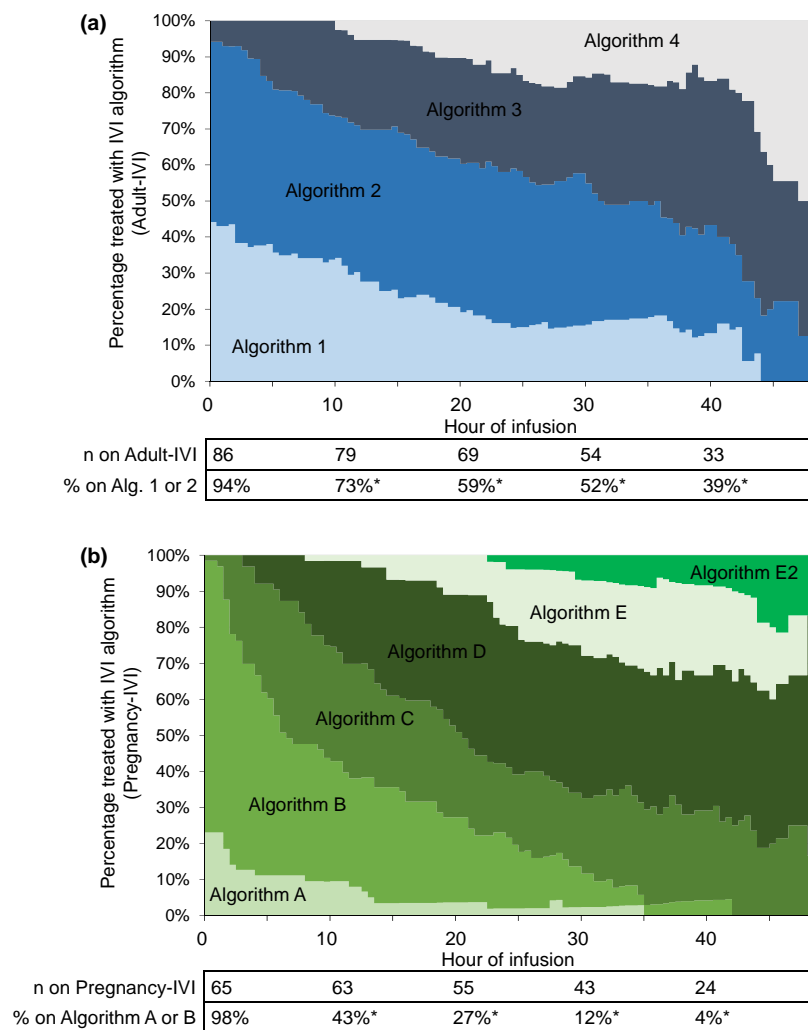 (a)
Percentage treated with IVI algorithm
(Adult-IVI)
100%
90%
80%
70%
60%
50%
40%
30%
20%
10%
0%
Algorithm 4
Algorithm 3
Algorithm 2
Algorithm 1
0 10 20 30 40
Hour of infusion
n on Adult-IVI 86 79 69 54 33
% on Alg. 1 or 2 94% 73%* 59%* 52%* 39%*
(b)
Percentage treated with IVI algorithm
(Pregnancy-IVI)
100%
90%
80%
70%
60%
50%
40%
30%
20%
10%
0%
Algorithm E2
Algorithm E
Algorithm D
Algorithm C
Algorithm B
Algorithm A
0 10 20 30 40
Hour of infusion
n on Pregnancy-IVI 65 63 55 43 24
% on Algorithm A or B 98% 43%* 27%* 12%* 4%*